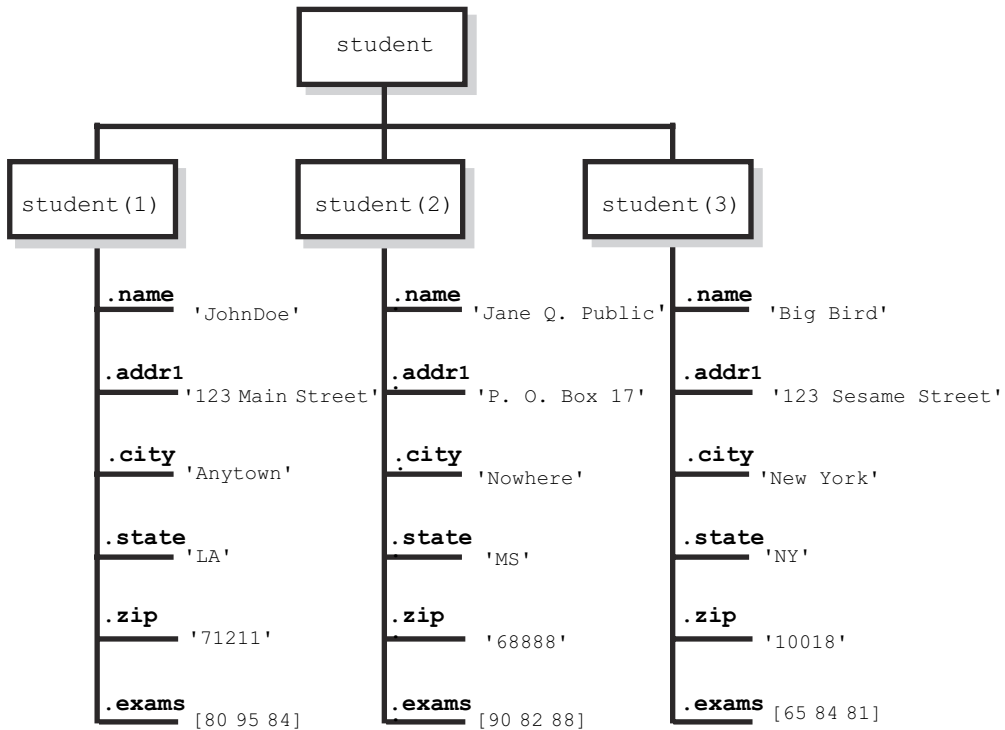 student
student(1)
student(2)
student(3)
.name
'JohnDoe'
.addr1
'123 Main Street'
.city
'Anytown'
.state
'LA'
.zip
'71211'
.exams
[80 95 84]
.name
'Jane Q. Public'
.addr1
'P. O. Box 17'
.city
'Nowhere'
.state
'MS'
.zip
'68888'
.exams
[90 82 88]
.name
'Big Bird'
.addr1
'123 Sesame Street'
.city
'New York'
.state
'NY'
.zip
'10018'
.exams
[65 84 81]